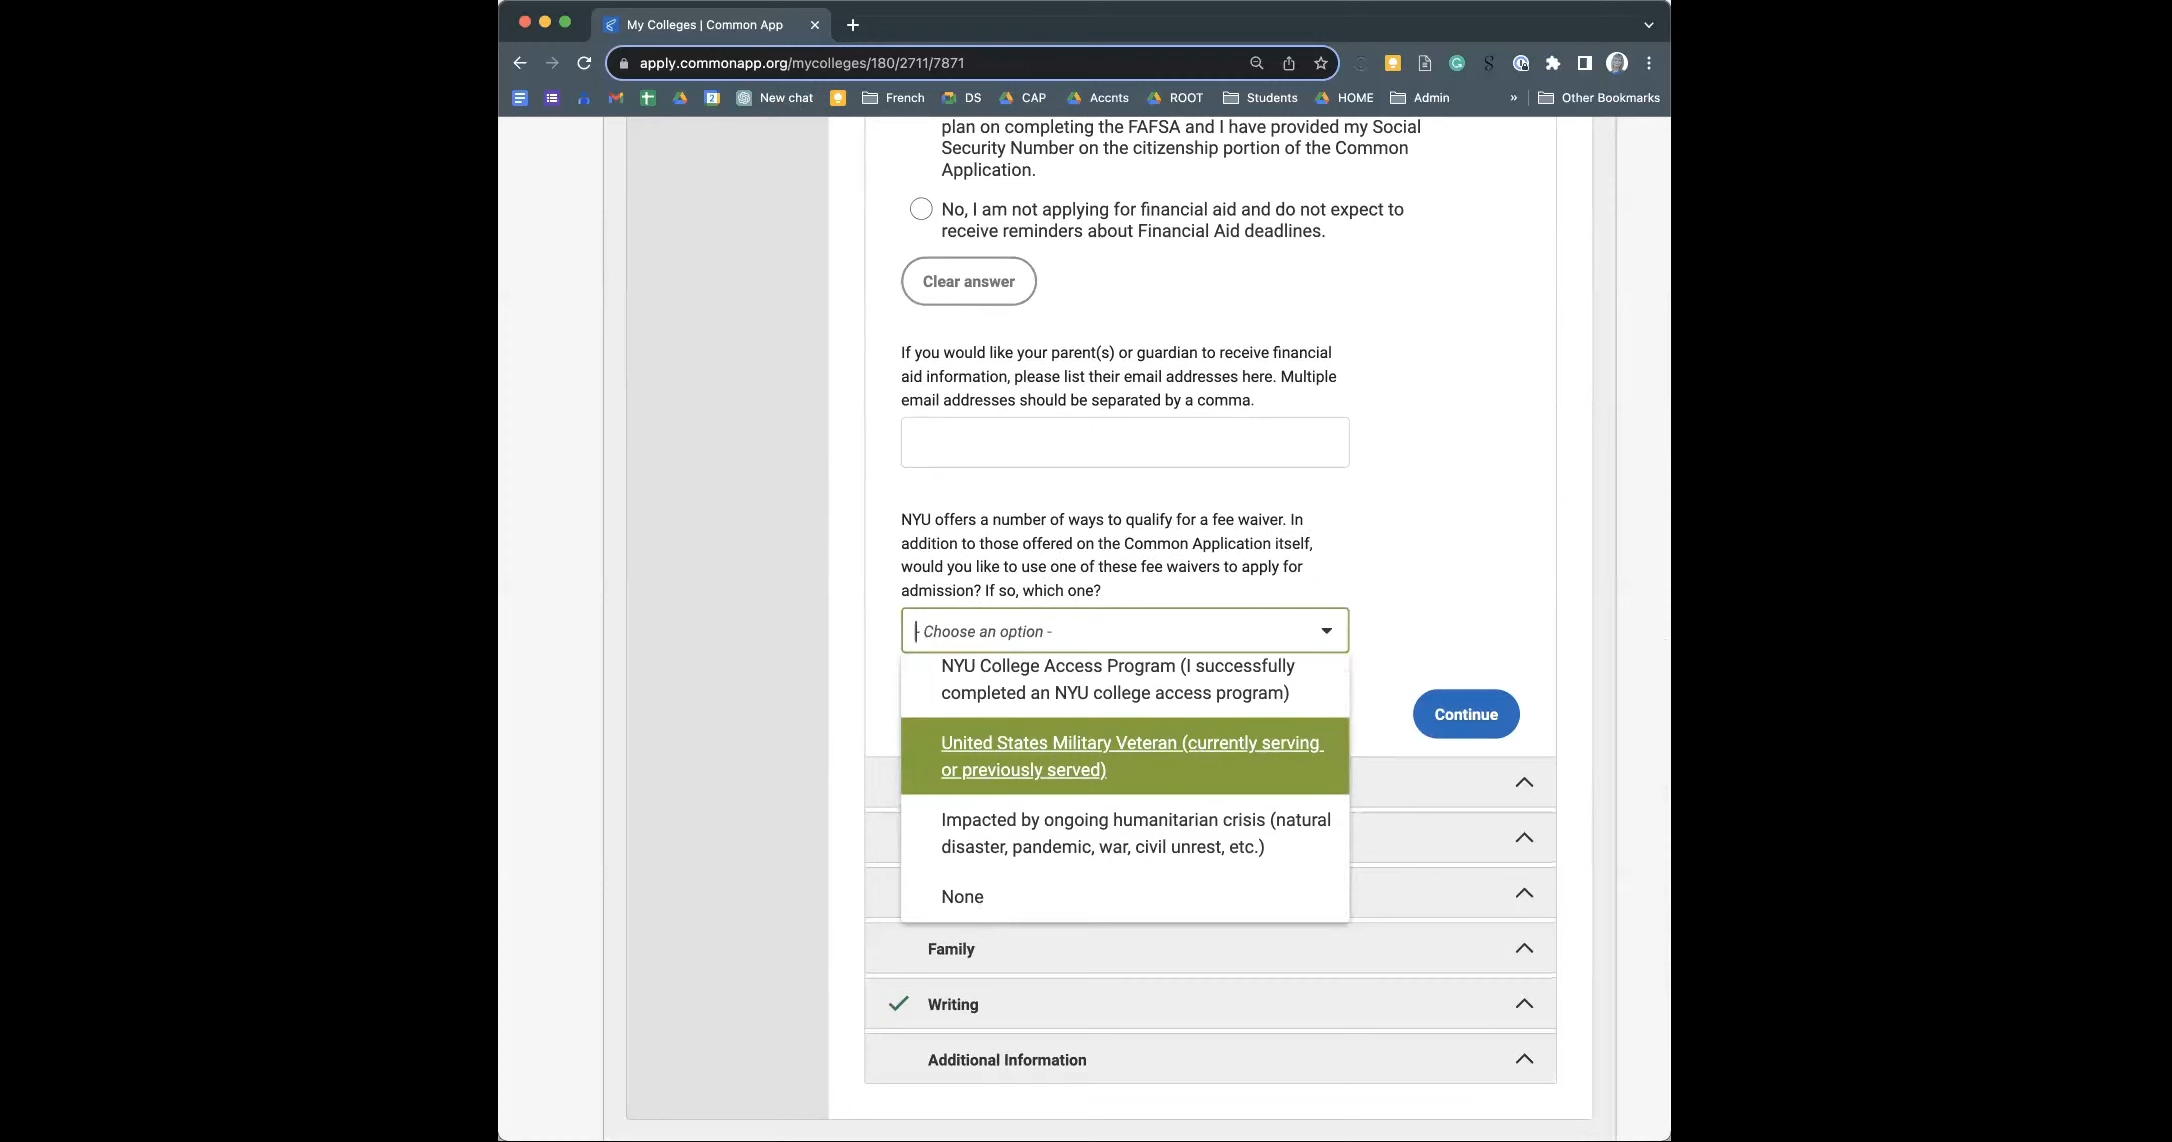 My Colleges | Common App
apply.commonapp.org/mycolleges/180/2711/7871
New chat
French
DS
CAP
Accnts
ROOT
Students
HOME
Admin
»
Other Bookmarks
plan on completing the FAFSA and I have provided my Social
Security Number on the citizenship portion of the Common
Application.
No, I am not applying for financial aid and do not expect to
receive reminders about Financial Aid deadlines.
Clear answer
If you would like your parent(s) or guardian to receive financial
aid information, please list their email addresses here. Multiple
email addresses should be separated by a comma.
NYU offers a number of ways to qualify for a fee waiver. In
addition to those offered on the Common Application itself,
would you like to use one of these fee waivers to apply for
admission? If so, which one?
- Choose an option -
NYU College Access Program (I successfully
completed an NYU college access program)
Continue
United States Military Veteran (currently serving
or previously served)
Impacted by ongoing humanitarian crisis (natural
disaster, pandemic, war, civil unrest, etc.)
None
Family
Writing
Additional Information